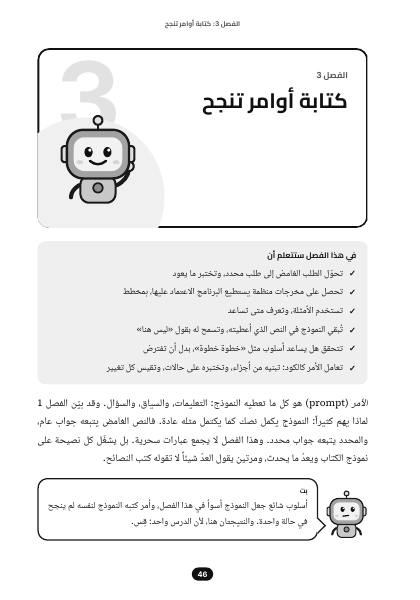 الفصل 3: كتابة أوامر تنجح
3
الفصل 3
كتابة أوامر تنجح
في هذا الفصل ستتعلم أن
✓ تحوّل الطلب الغامض إلى طلب محدد، وتختبر ما يعود
✓ تحصل على مخرجات منظمة يستطيع البرنامج الاعتماد عليها، بمخطط
✓ تستخدم الأمثلة، وتعرف متى تساعد
✓ تُبقي النموذج في النص الذي أعطيته، وتسمح له بقول «ليس هنا»
✓ تتحقق هل يساعد أسلوب مثل «خطوة خطوة»، بدل أن تفترض
✓ تعامل الأمر كالكود: تبنيه من أجزاء، وتختبره على حالات، وتقيس كل تغيير
الأمر (prompt) هو كل ما تعطيه النموذج: التعليمات، والسياق، والسؤال. وقد بيّن الفصل 1
لماذا يهم كثيراً: النموذج يكمل نصك كما يكتمل مثله عادة. فالنص الغامض يتبعه جواب عام،
والمحدد يتبعه جواب محدد. وهذا الفصل لا يجمع عبارات سحرية. بل يشغّل كل نصيحة على
نموذج الكتاب ويعدّ ما يحدث، ومرتين يقول العدّ شيئاً لا تقوله كتب النصائح.
بت
أسلوب شائع جعل النموذج أسوأ في هذا الفصل، وأمر كتبه النموذج لنفسه لم ينجح
في حالة واحدة. والنتيجتان هنا، لأن الدرس واحد: قِس.
46